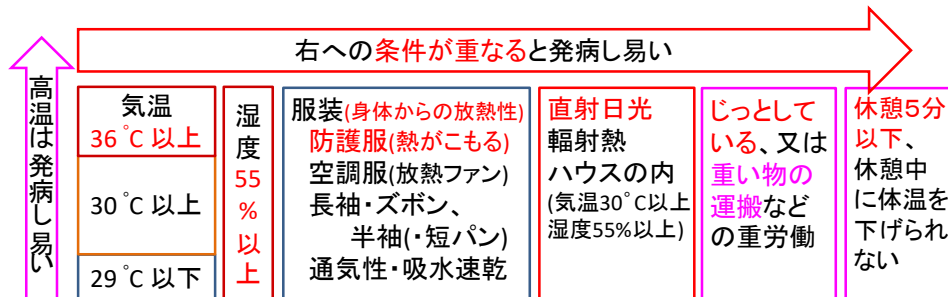 右への条件が重なると発病し易い
高温は発病し易い
気温
36℃以上
30℃以上
29℃以下
湿度55%以上
服装(身体からの放熱性)
防護服(熱がこもる)
空調服(放熱ファン)
長袖・ズボン、
半袖(・短パン)
通気性・吸水速乾
直射日光
輻射熱
ハウスの内
(気温30℃以上
湿度55%以上)
じっとして
いる、又は
重い物の
運搬など
の重労働
休憩5分
以下、
休憩中
に体温を
下げられ
ない